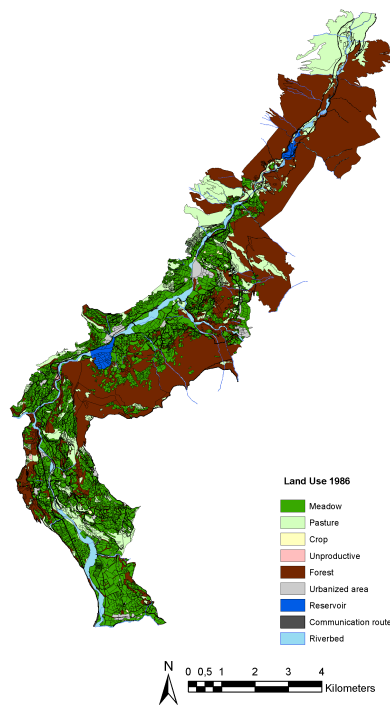 Land Use 1986
Meadow
Pasture
Crop
Unproductive
Forest
Urbanized area
Reservoir
Communication route
Riverbed
N
0 0,5 1 2 3 4
Kilometers